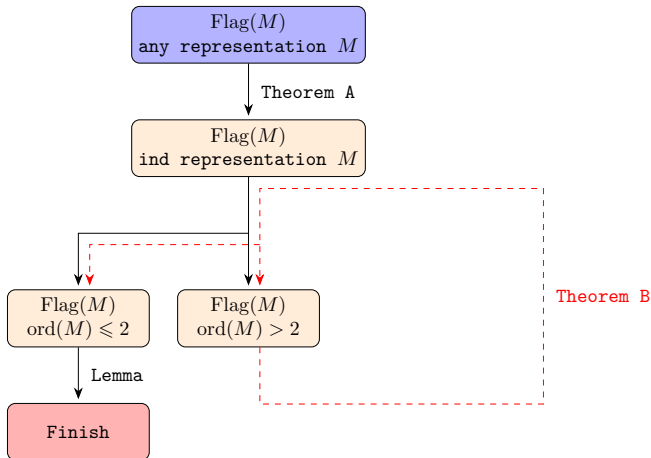 Flag(M)
any representation M
Theorem A
Flag(M)
ind representation M
Flag(M)
ord(M) ⩽ 2
Flag(M)
ord(M) > 2
Theorem B
Lemma
Finish